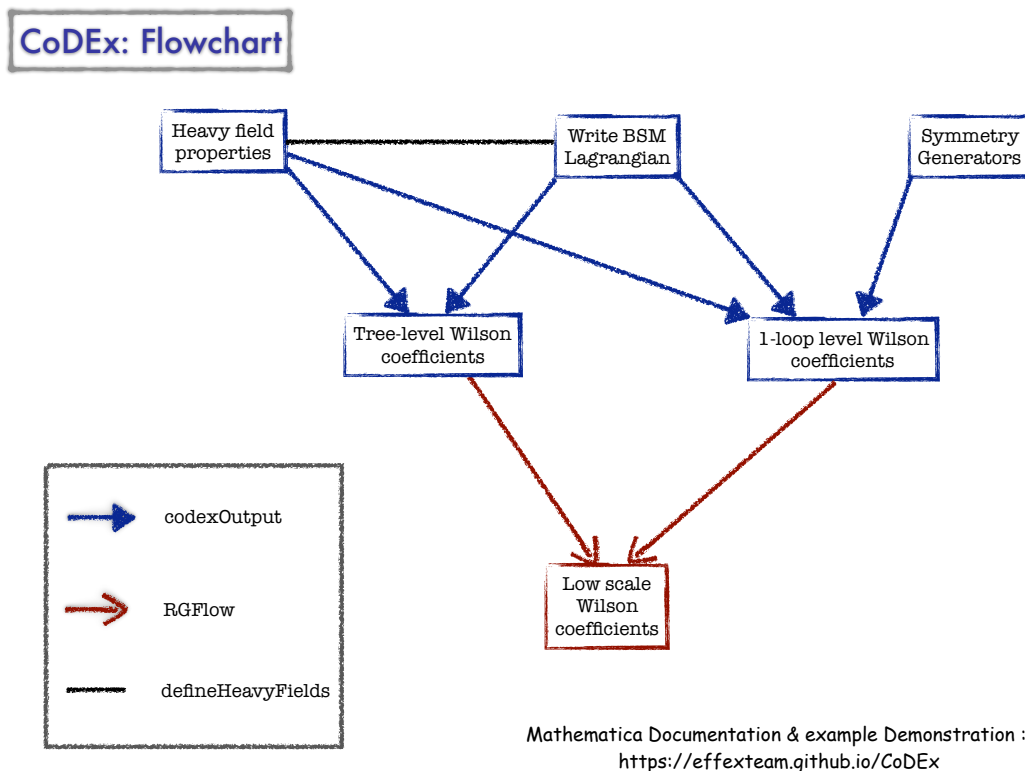 CoDEx: Flowchart
Heavy field
properties
Write BSM
Lagrangian
Symmetry
Generators
Tree-level Wilson
coefficients
1-loop level Wilson
coefficients
codexOutput
RGFlow
defineHeavyFields
Low scale
Wilson
coefficients
Mathematica Documentation & example Demonstration :
https://effexteam.github.io/CoDEx